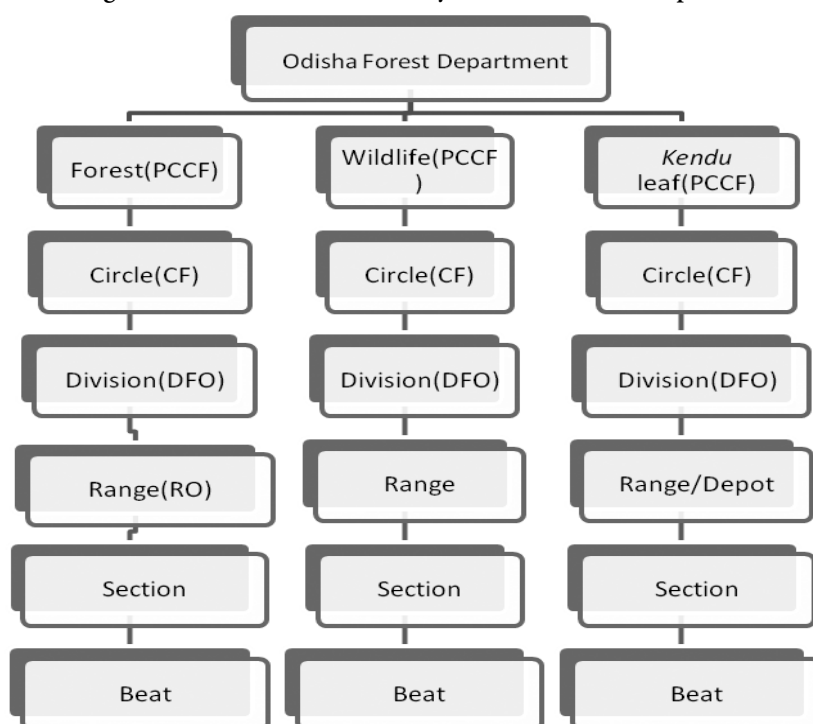 Odisha Forest Department
Forest(PCCF)
Wildlife(PCCF
)
Kendu
leaf(PCCF)
Circle(CF)
Circle(CF)
Circle(CF)
Division(DFO)
Division(DFO)
Division(DFO)
Range(RO)
Range
Range/Depot
Section
Section
Section
Beat
Beat
Beat